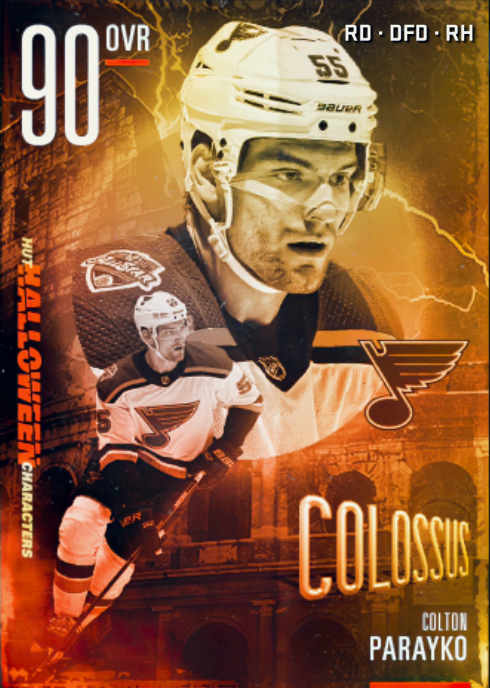 90 OVR
RD · DFD · RH
55
BAUER
HUT HALLOWEEN CHARACTERS
COLOSSUS
COLTON
PARAYKO